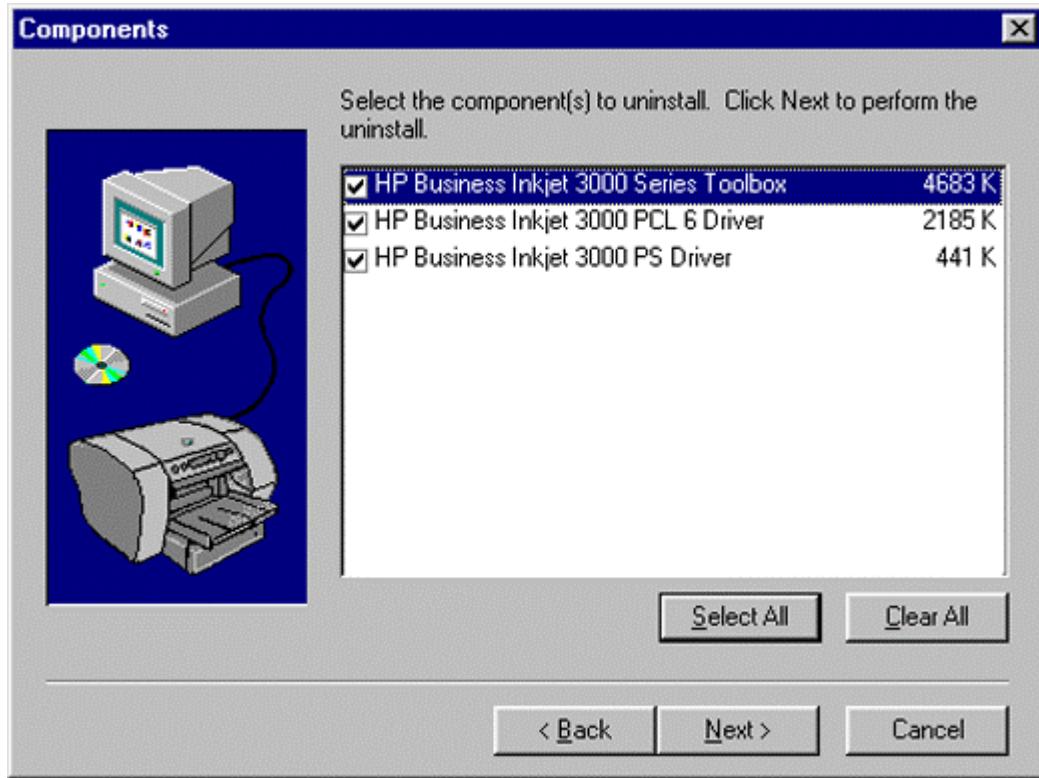 Components
Select the component(s) to uninstall.  Click Next to perform the
uninstall.
HP Business Inkjet 3000 Series Toolbox 4683 K
HP Business Inkjet 3000 PCL 6 Driver 2185 K
HP Business Inkjet 3000 PS Driver 441 K
Select All Clear All
< Back Next > Cancel